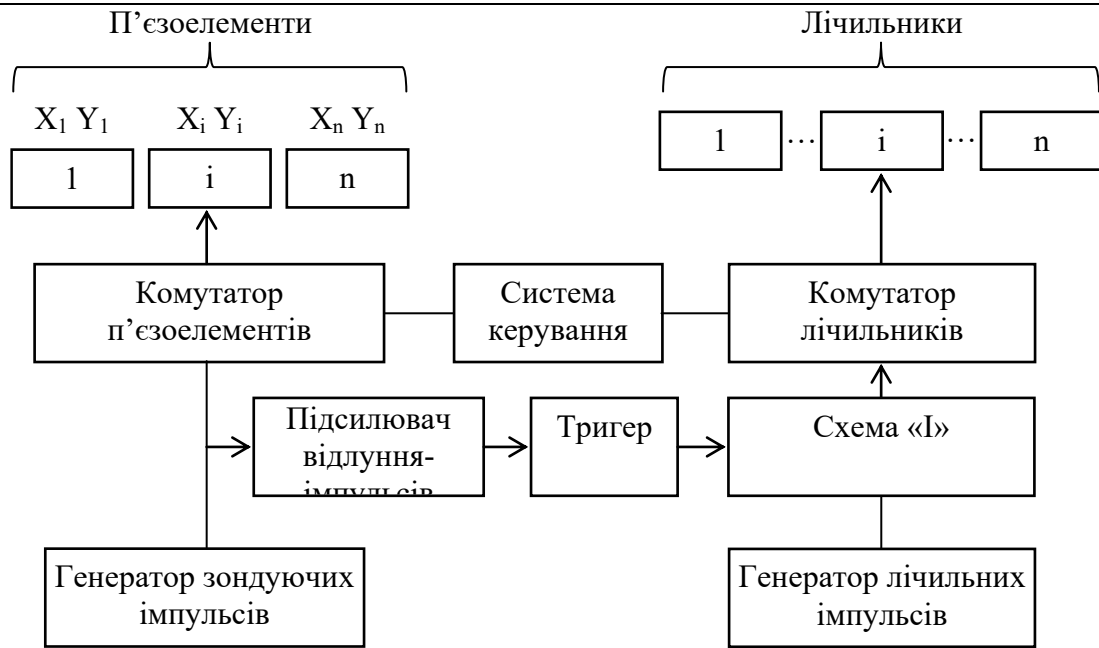 П’єзоелементи
Лічильники
X₁ Y₁
Xᵢ Yᵢ
Xₙ Yₙ
1
i
n
1
…
i
…
n
Комутатор
п’єзоелементів
Система
керування
Комутатор
лічильників
Підсилювач
відлуння-
імпульсів
Тригер
Схема «І»
Генератор зондуючих
імпульсів
Генератор лічильних
імпульсів